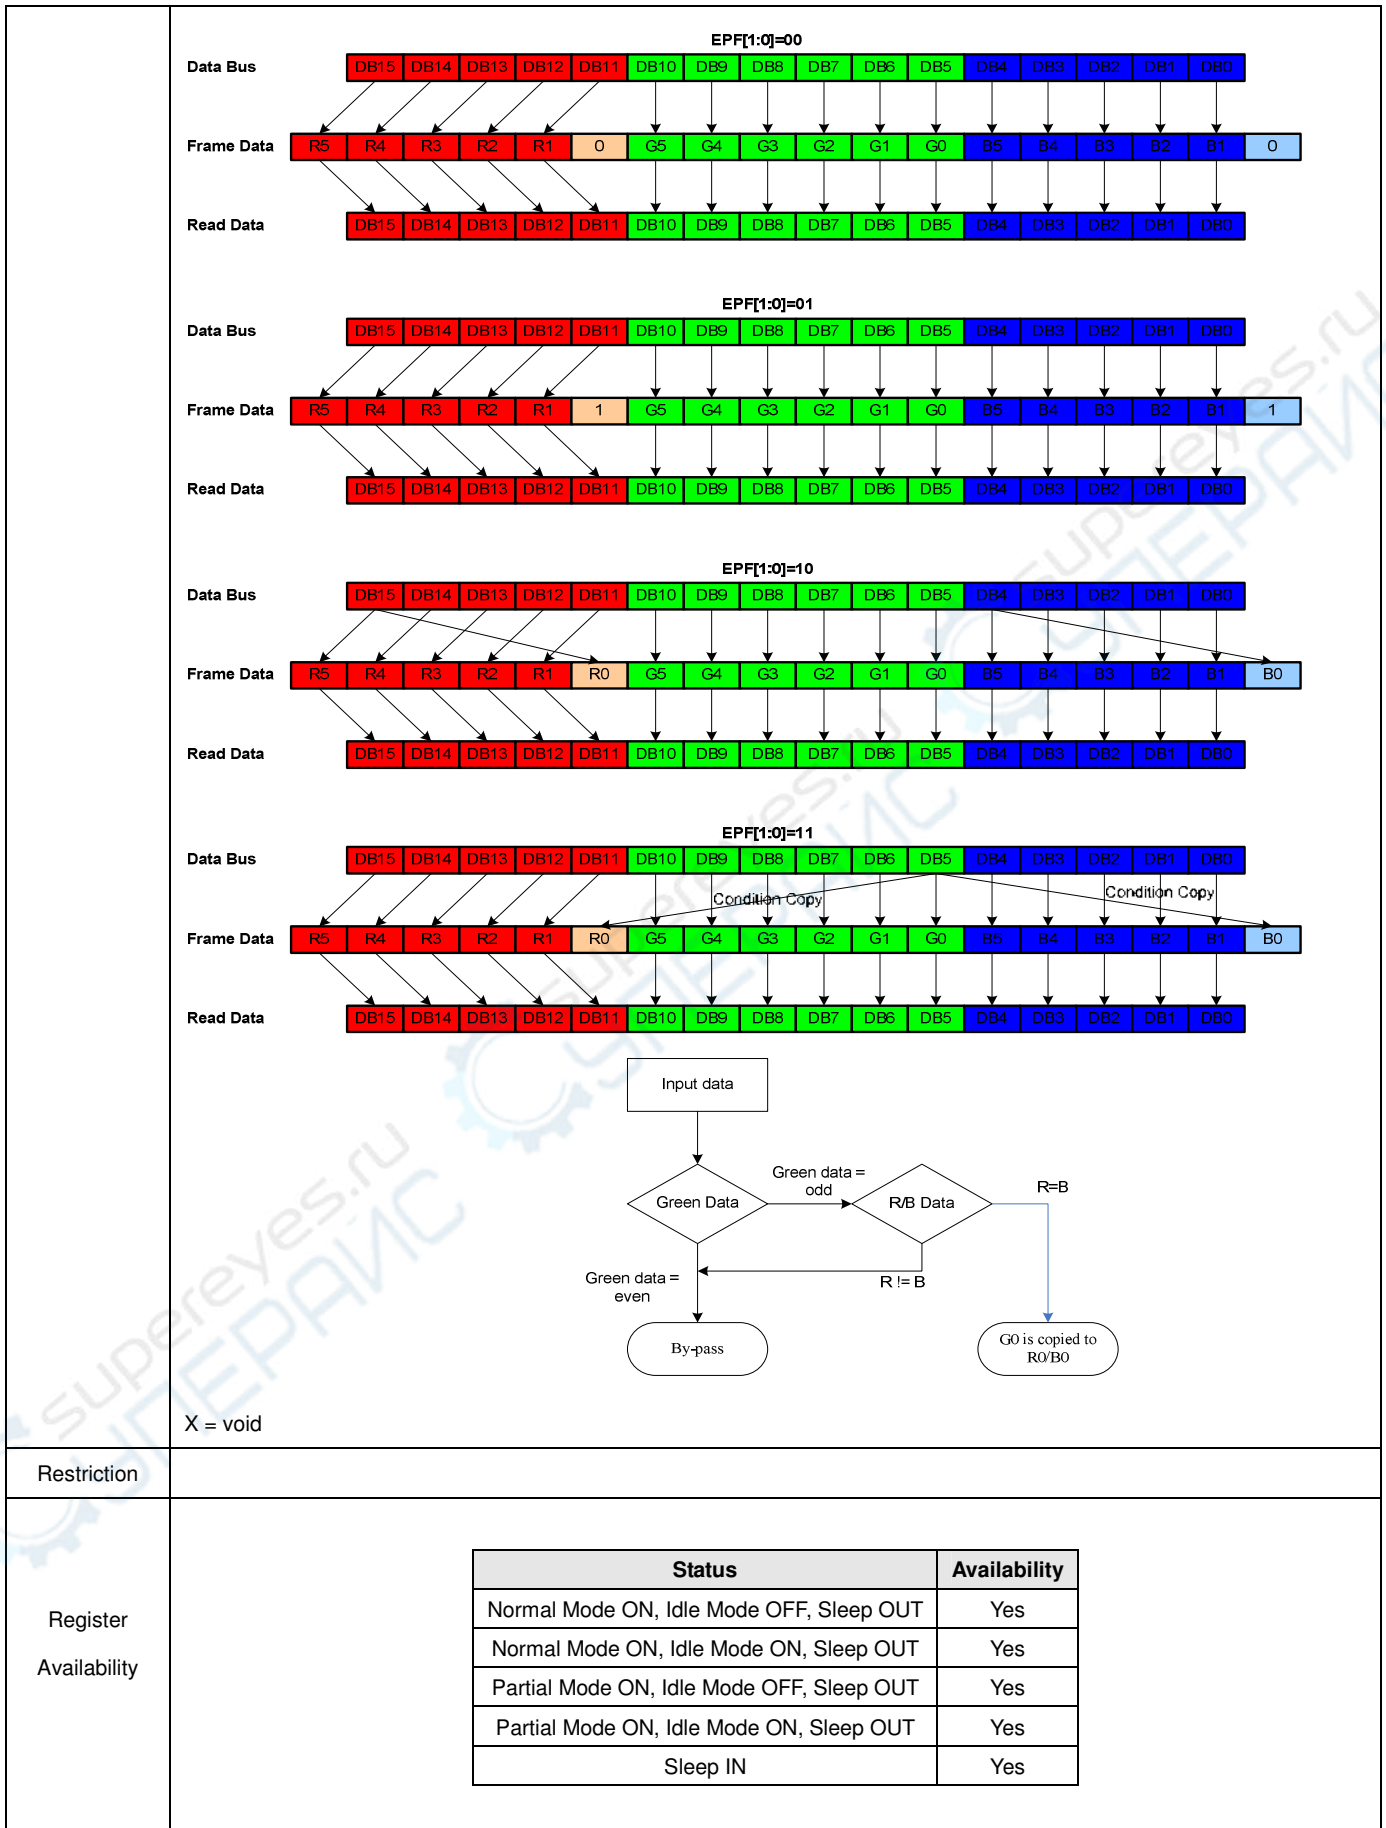 EPF[1:0]=00
Data Bus DB15 DB14 DB13 DB12 DB11 DB10 DB9 DB8 DB7 DB6 DB5 DB4 DB3 DB2 DB1 DB0
Frame Data R5 R4 R3 R2 R1 0 G5 G4 G3 G2 G1 G0 B5 B4 B3 B2 B1 0
Read Data DB15 DB14 DB13 DB12 DB11 DB10 DB9 DB8 DB7 DB6 DB5 DB4 DB3 DB2 DB1 DB0
EPF[1:0]=01
Data Bus DB15 DB14 DB13 DB12 DB11 DB10 DB9 DB8 DB7 DB6 DB5 DB4 DB3 DB2 DB1 DB0
Frame Data R5 R4 R3 R2 R1 1 G5 G4 G3 G2 G1 G0 B5 B4 B3 B2 B1 1
Read Data DB15 DB14 DB13 DB12 DB11 DB10 DB9 DB8 DB7 DB6 DB5 DB4 DB3 DB2 DB1 DB0
EPF[1:0]=10
Data Bus DB15 DB14 DB13 DB12 DB11 DB10 DB9 DB8 DB7 DB6 DB5 DB4 DB3 DB2 DB1 DB0
Frame Data R5 R4 R3 R2 R1 R0 G5 G4 G3 G2 G1 G0 B5 B4 B3 B2 B1 B0
Read Data DB15 DB14 DB13 DB12 DB11 DB10 DB9 DB8 DB7 DB6 DB5 DB4 DB3 DB2 DB1 DB0
EPF[1:0]=11
Data Bus DB15 DB14 DB13 DB12 DB11 DB10 DB9 DB8 DB7 DB6 DB5 DB4 DB3 DB2 DB1 DB0
Condition Copy Condition Copy
Frame Data R5 R4 R3 R2 R1 R0 G5 G4 G3 G2 G1 G0 B5 B4 B3 B2 B1 B0
Read Data DB15 DB14 DB13 DB12 DB11 DB10 DB9 DB8 DB7 DB6 DB5 DB4 DB3 DB2 DB1 DB0
Input data
Green data =
odd
R=B
Green Data
R/B Data
Green data =
even
R != B
By-pass
G0 is copied to
R0/B0
X = void
Restriction
Register
Availability
Status Availability
Normal Mode ON, Idle Mode OFF, Sleep OUT Yes
Normal Mode ON, Idle Mode ON, Sleep OUT Yes
Partial Mode ON, Idle Mode OFF, Sleep OUT Yes
Partial Mode ON, Idle Mode ON, Sleep OUT Yes
Sleep IN Yes
supereyes.ru
СУПЕРАЙС
supereyes.ru
СУПЕРАЙС
supereyes.ru
СУПЕРАЙС